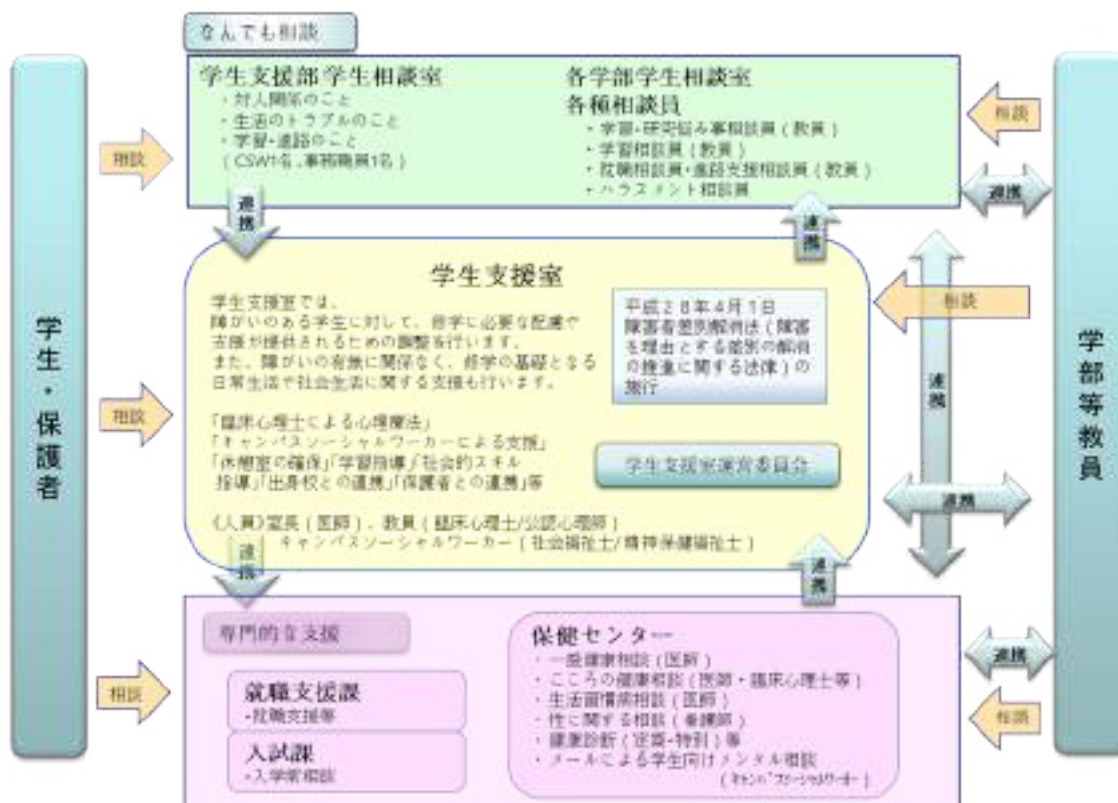 なんでも相談
学生支援部学生相談室
・対人関係のこと
・生活のトラブルのこと
・学習・進路のこと
(CSW1名、事務職員1名)
各学部学生相談室
各種相談員
・学習・研究悩み事相談員(教員)
・学習相談員(教員)
・就職相談員・進路支援相談員(教員)
・ハラスメント相談員
相談
相談
連携
連携
連携
学生・保護者
学部等教員
学生支援室
学生支援室では、
障がいのある学生に対して、修学に必要な配慮や
支援が提供されるための調整を行います。
また、障がいの有無に関係なく、修学の基礎となる
日常生活や社会生活に関する支援も行います。
「臨床心理士による心理療法」
「キャンパスソーシャルワーカーによる支援」
「休憩室の確保」「学習指導」「社会的スキル
指導」「出身校との連携」「保護者との連携」等
《人員》室長(医師)、教員(臨床心理士/公認心理師)
キャンパスソーシャルワーカー(社会福祉士/精神保健福祉士)
平成28年4月1日
障害者差別解消法(障害
を理由とする差別の解消
の推進に関する法律)の
施行
学生支援室運営委員会
相談
相談
連携
連携
連携
連携
専門的な支援
就職支援課
・就職支援等
入試課
・入学前相談
保健センター
・一般健康相談(医師)
・こころの健康相談(医師・臨床心理士等)
・生活習慣病相談(医師)
・性に関する相談(看護師)
・健康診断(定期・特別)等
・メールによる学生向けメンタル相談
(キャンパスソーシャルワーカー)
相談
連携
相談